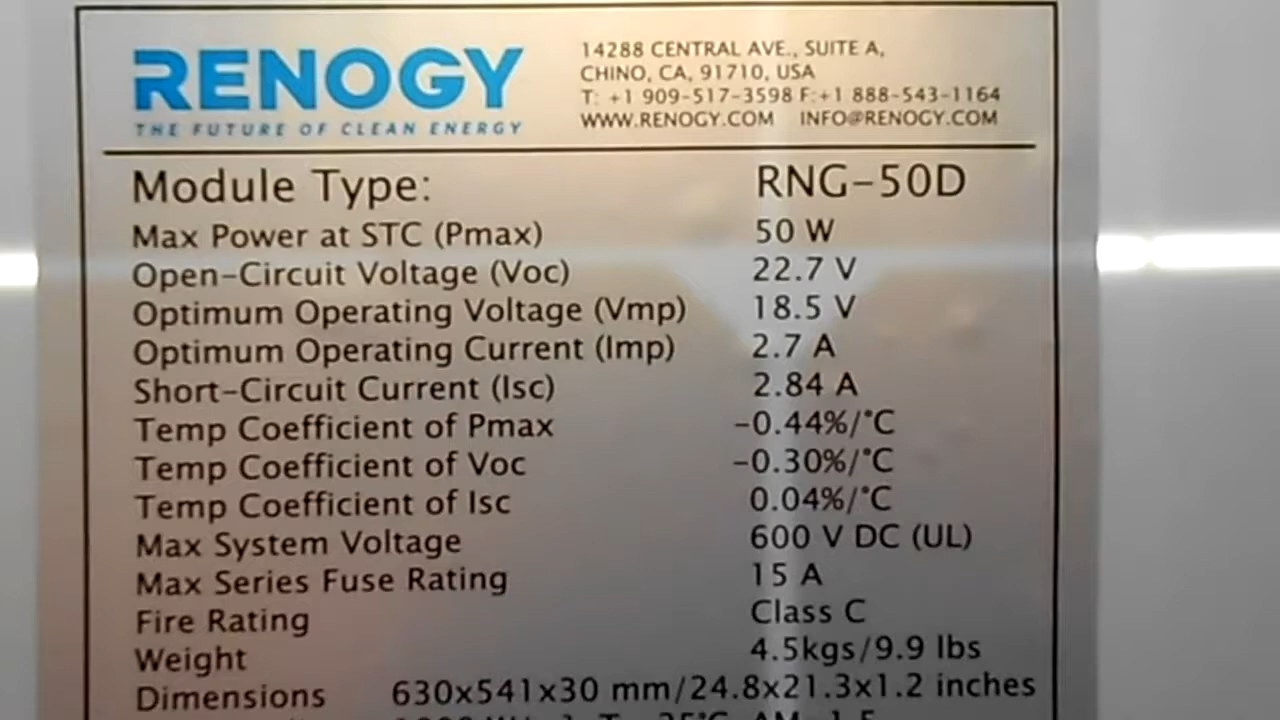 RENOGY
THE FUTURE OF CLEAN ENERGY
14288 CENTRAL AVE., SUITE A,
CHINO, CA, 91710, USA
T: +1 909-517-3598 F:+1 888-543-1164
WWW.RENOGY.COM INFO@RENOGY.COM
Module Type: RNG-50D
Max Power at STC (Pmax) 50 W
Open-Circuit Voltage (Voc) 22.7 V
Optimum Operating Voltage (Vmp) 18.5 V
Optimum Operating Current (Imp) 2.7 A
Short-Circuit Current (Isc) 2.84 A
Temp Coefficient of Pmax -0.44%/°C
Temp Coefficient of Voc -0.30%/°C
Temp Coefficient of Isc 0.04%/°C
Max System Voltage 600 V DC (UL)
Max Series Fuse Rating 15 A
Fire Rating Class C
Weight 4.5kgs/9.9 lbs
Dimensions 630x541x30 mm/24.8x21.3x1.2 inches